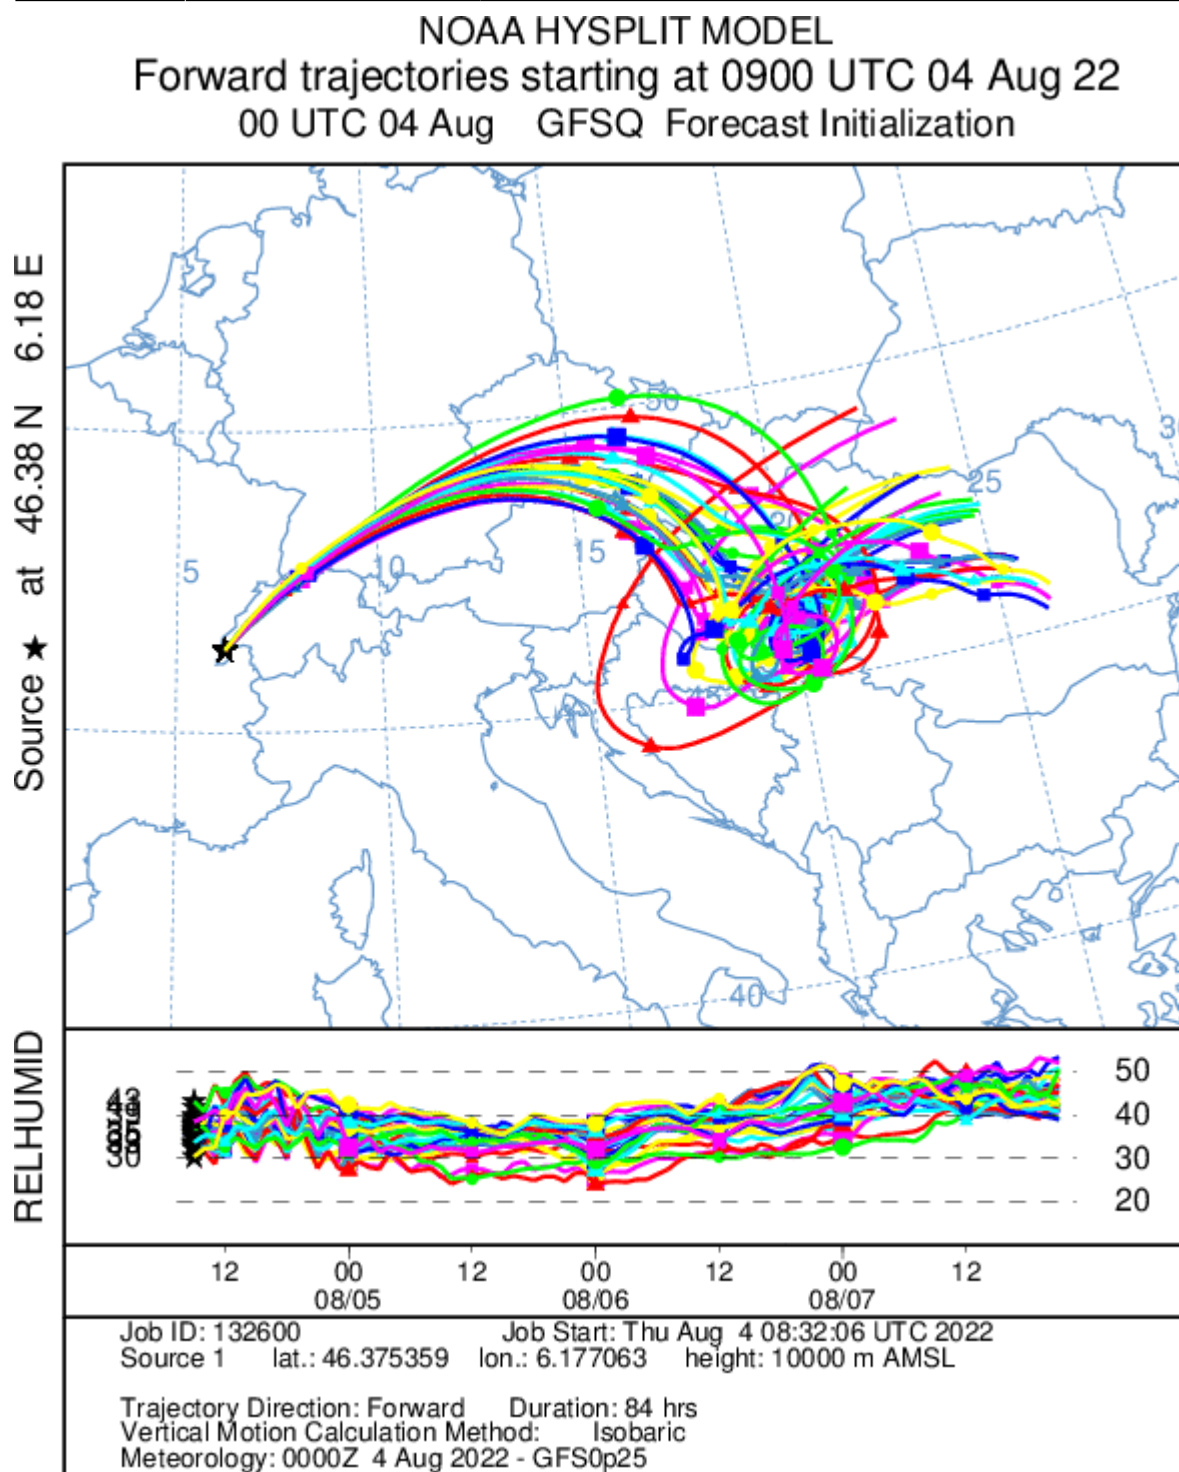 NOAA HYSPLIT MODEL
Forward trajectories starting at 0900 UTC 04 Aug 22
00 UTC 04 Aug GFSQ Forecast Initialization
Source ★ at 46.38 N 6.18 E
50
30
25
20
5
10
15
45
40
RELHUMID
43
30
50
40
30
20
12 00 12 00 12 00 12
08/05 08/06 08/07
Job ID: 132600 Job Start: Thu Aug 4 08:32:06 UTC 2022
Source 1 lat.: 46.375359 lon.: 6.177063 height: 10000 m AMSL
Trajectory Direction: Forward Duration: 84 hrs
Vertical Motion Calculation Method: Isobaric
Meteorology: 0000Z 4 Aug 2022 - GFS0p25